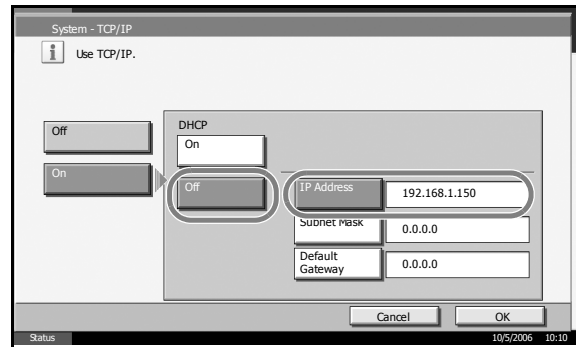 System - TCP/IP
i
Use TCP/IP.
Off
On
DHCP
On
Off
IP Address
192.168.1.150
Subnet Mask
0.0.0.0
Default
Gateway
0.0.0.0
Cancel
OK
Status
10/5/2006 10:10